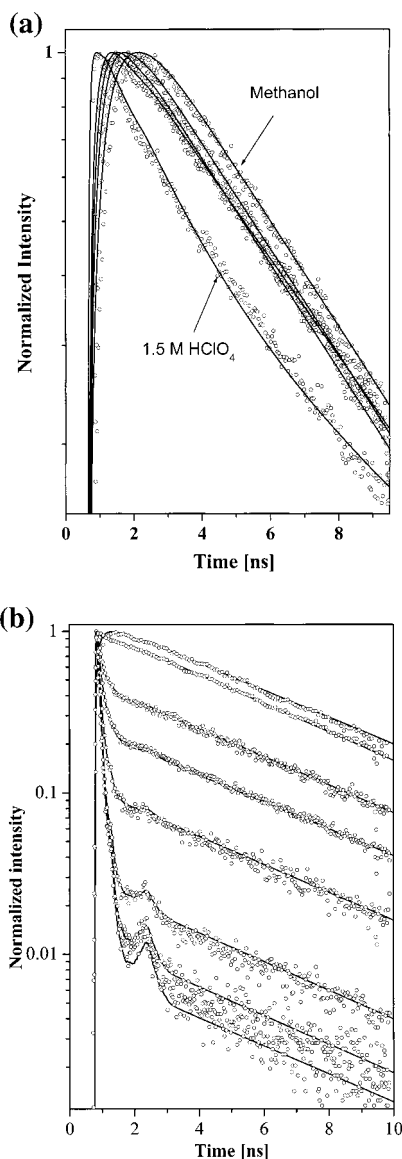 (a)
1
Normalized Intensity
Methanol
1.5 M HClO₄
0 2 4 6 8
Time [ns]
(b)
1
0.1
0.01
Normalized intensity
0 2 4 6 8 10
Time [ns]